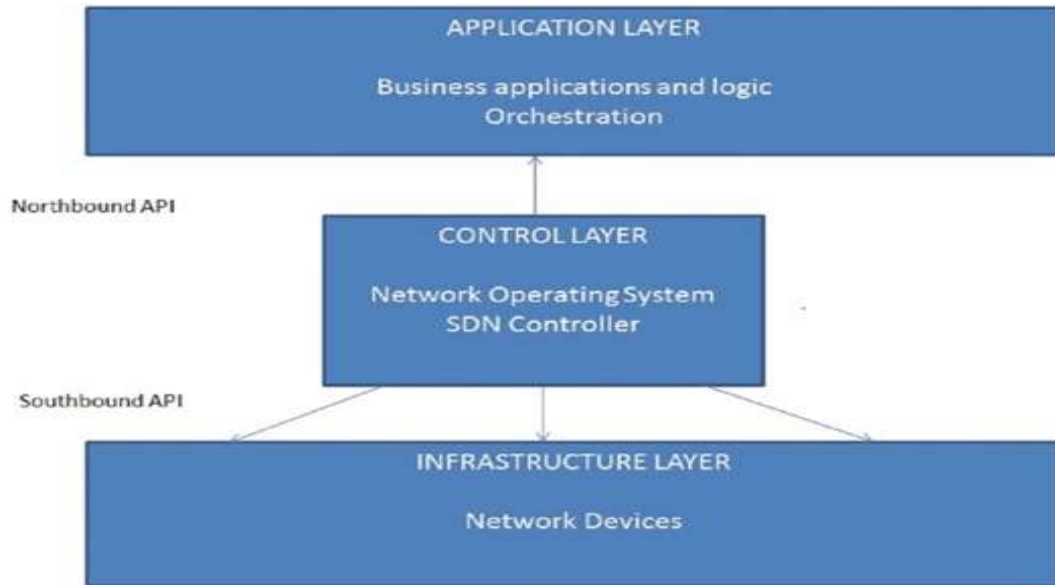 APPLICATION LAYER
Business applications and logic
Orchestration
Northbound API
CONTROL LAYER
Network Operating System
SDN Controller
Southbound API
INFRASTRUCTURE LAYER
Network Devices